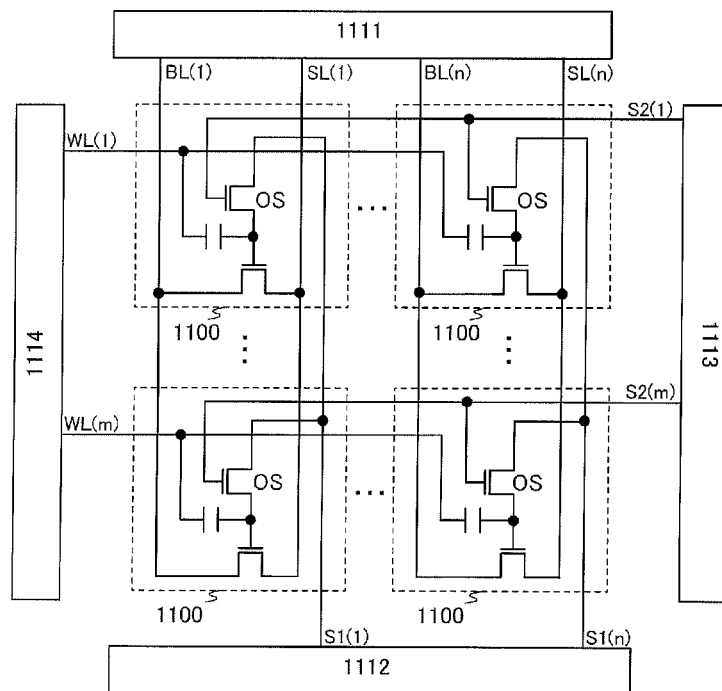 1111
BL(1) SL(1) BL(n) SL(n)
S2(1)
WL(1)
OS ... OS
1100 1100
1114
1113
S2(m)
WL(m)
OS ... OS
1100 1100
S1(1) S1(n)
1112